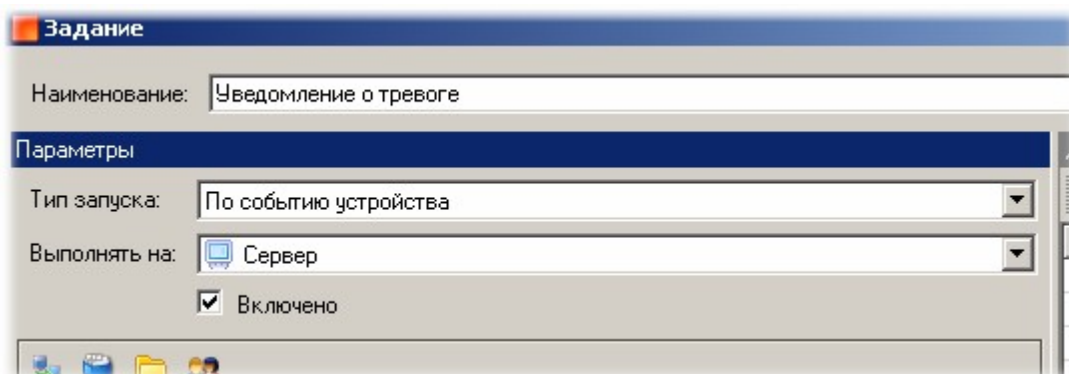 Задание
Наименование: Уведомление о тревоге
Параметры
Тип запуска: По событию устройства
Выполнять на: Сервер
Включено